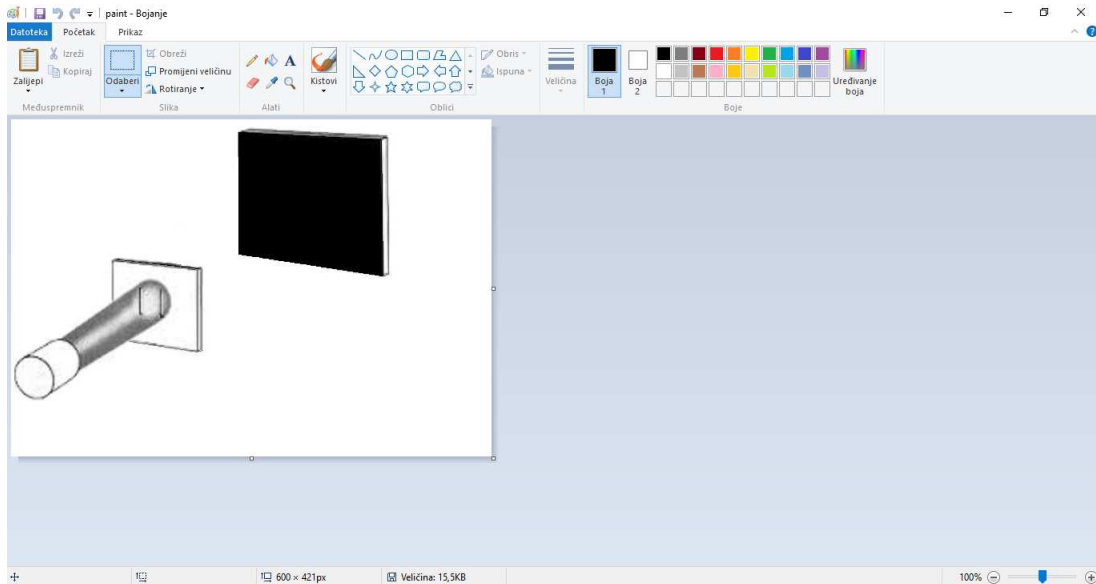 paint - Bojanje
Datoteka Početak Prikaz
Zalijepi
Izreži
Kopiraj
Međuspremnik
Odaberi
Obreži
Promijeni veličinu
Rotiranje
Slika
A
Alati
Kistovi
Obris
Ispuna
Oblici
Veličina
Boja
1
Boja
2
Uređivanje
boja
Boje
600 × 421px Veličina: 15,5KB 100%